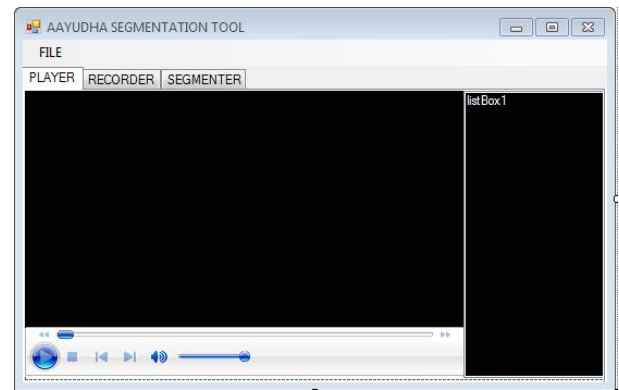 AAYUDHA SEGMENTATION TOOL
FILE
PLAYER RECORDER SEGMENTER
listBox1